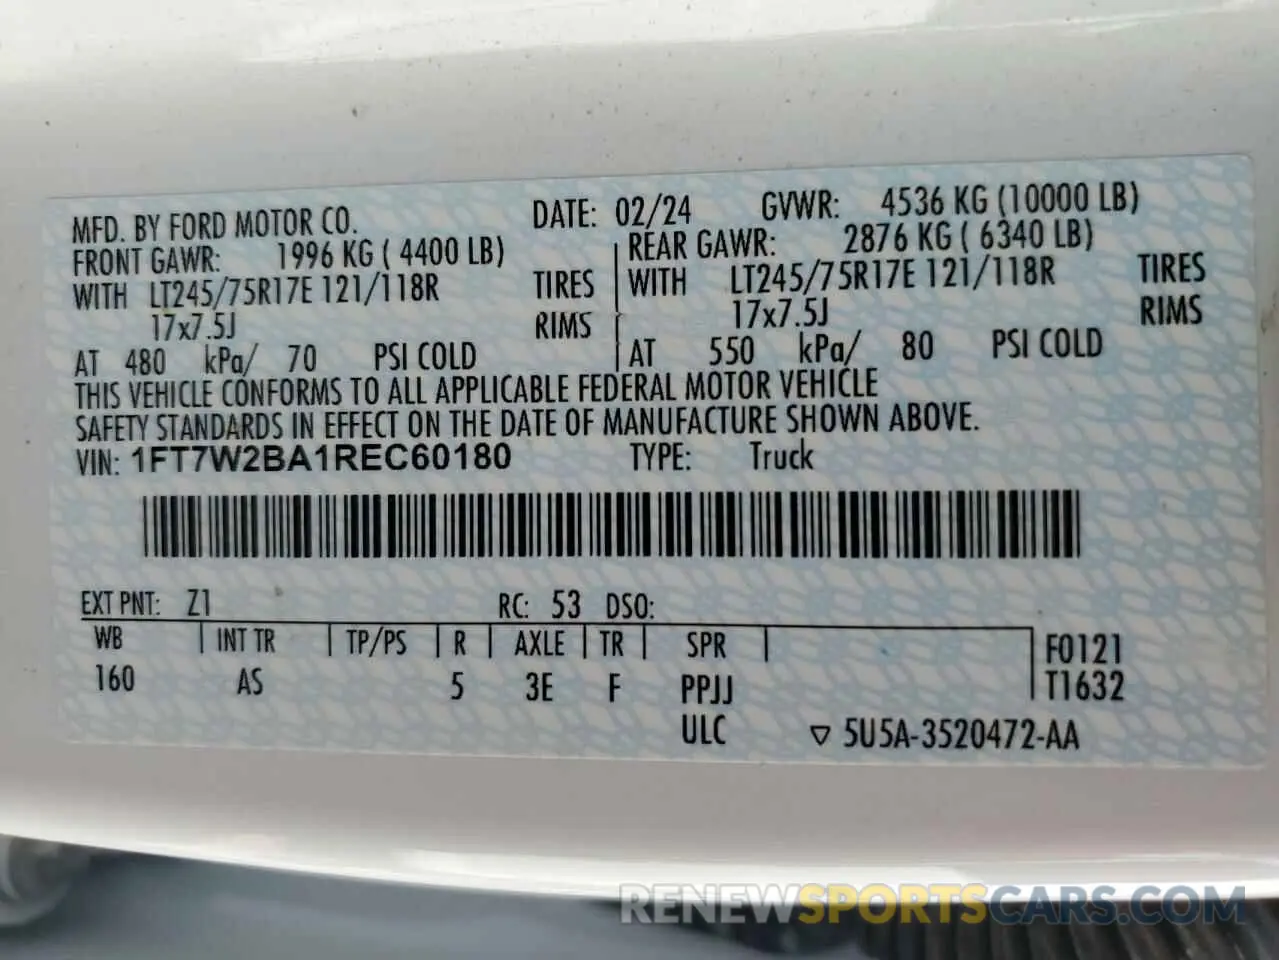 MFD. BY FORD MOTOR CO. DATE: 02/24 GVWR: 4536 KG (10000 LB)
FRONT GAWR: 1996 KG ( 4400 LB) REAR GAWR: 2876 KG ( 6340 LB)
WITH LT245/75R17E 121/118R TIRES WITH LT245/75R17E 121/118R TIRES
17x7.5J RIMS 17x7.5J RIMS
AT 480 kPa/ 70 PSI COLD AT 550 kPa/ 80 PSI COLD
THIS VEHICLE CONFORMS TO ALL APPLICABLE FEDERAL MOTOR VEHICLE
SAFETY STANDARDS IN EFFECT ON THE DATE OF MANUFACTURE SHOWN ABOVE.
VIN: 1FT7W2BA1REC60180 TYPE: Truck
EXT PNT: Z1 RC: 53 DSO:
WB INT TR TP/PS R AXLE TR SPR F0121
160 AS 5 3E F PPJJ T1632
ULC ▽ 5U5A-3520472-AA
RENEWSPORTSCARS.COM